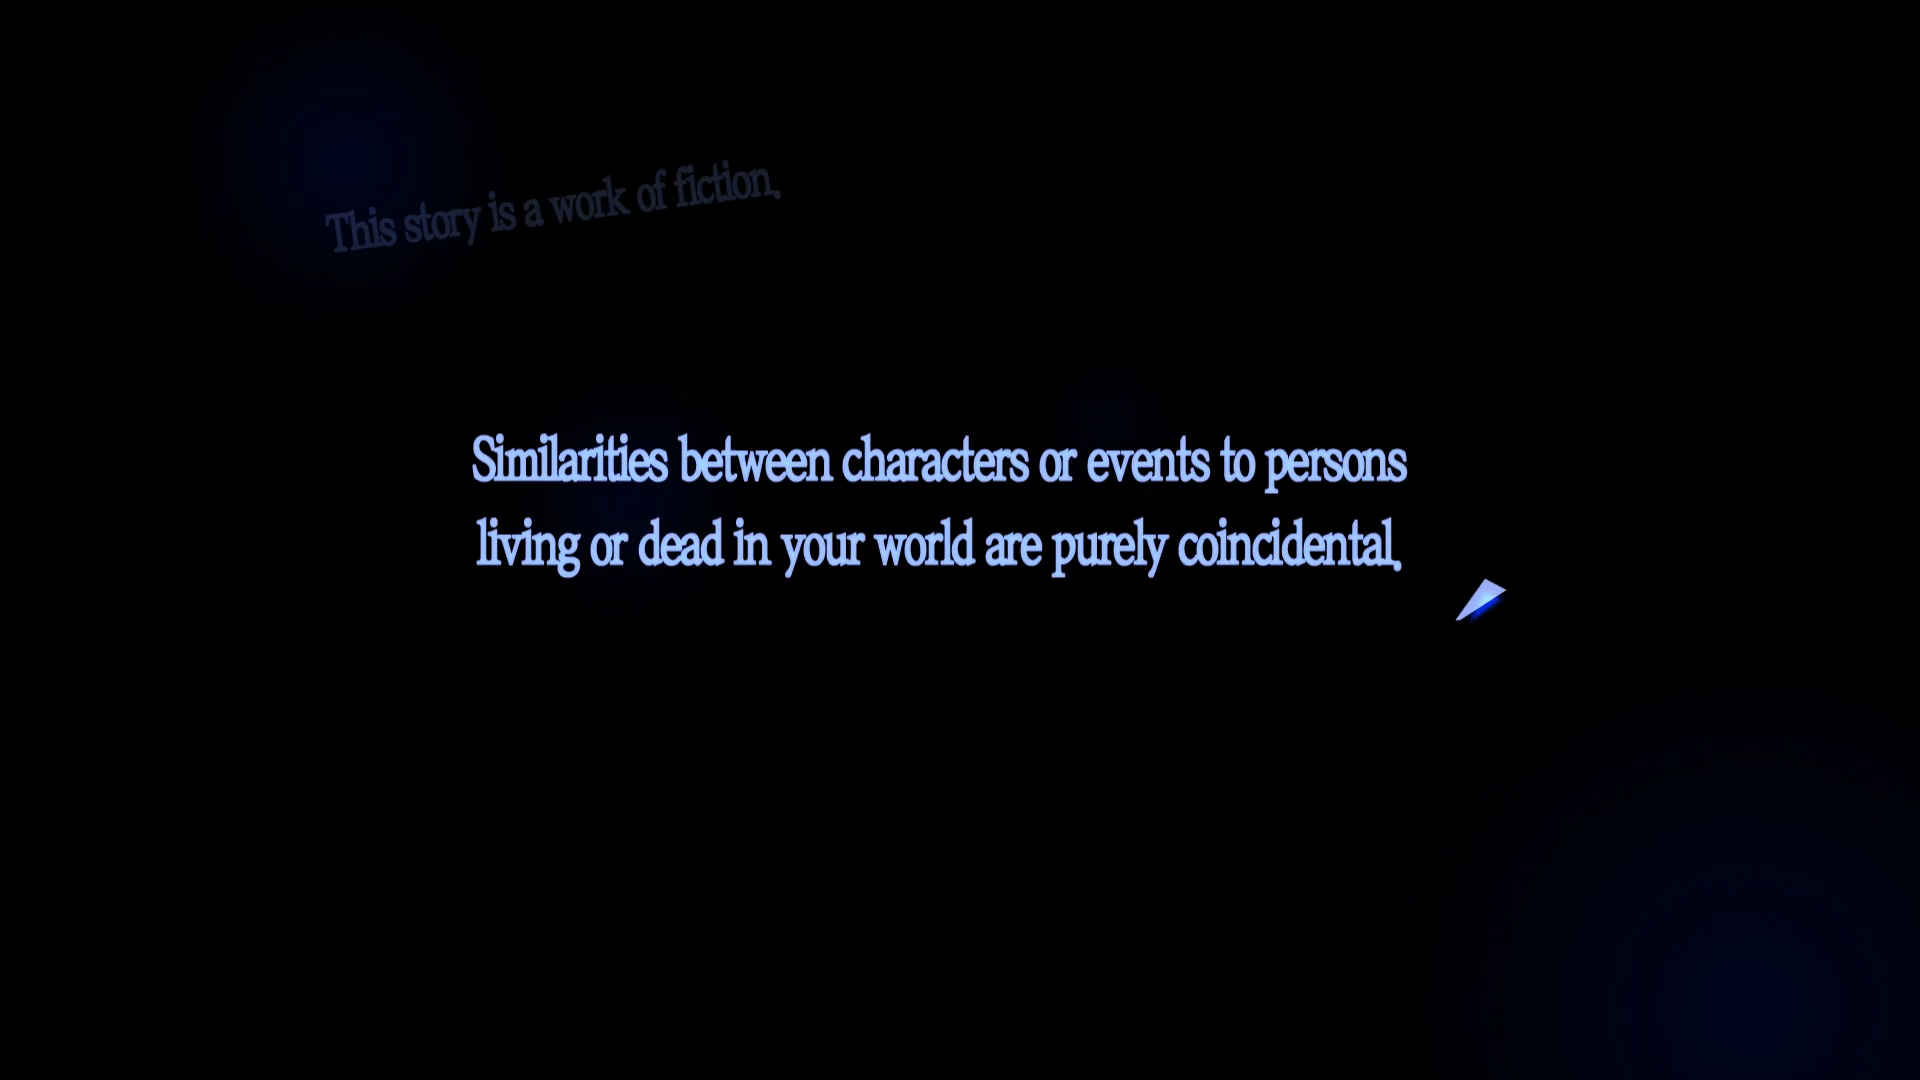 This story is a work of fiction.
Similarities between characters or events to persons
living or dead in your world are purely coincidental.